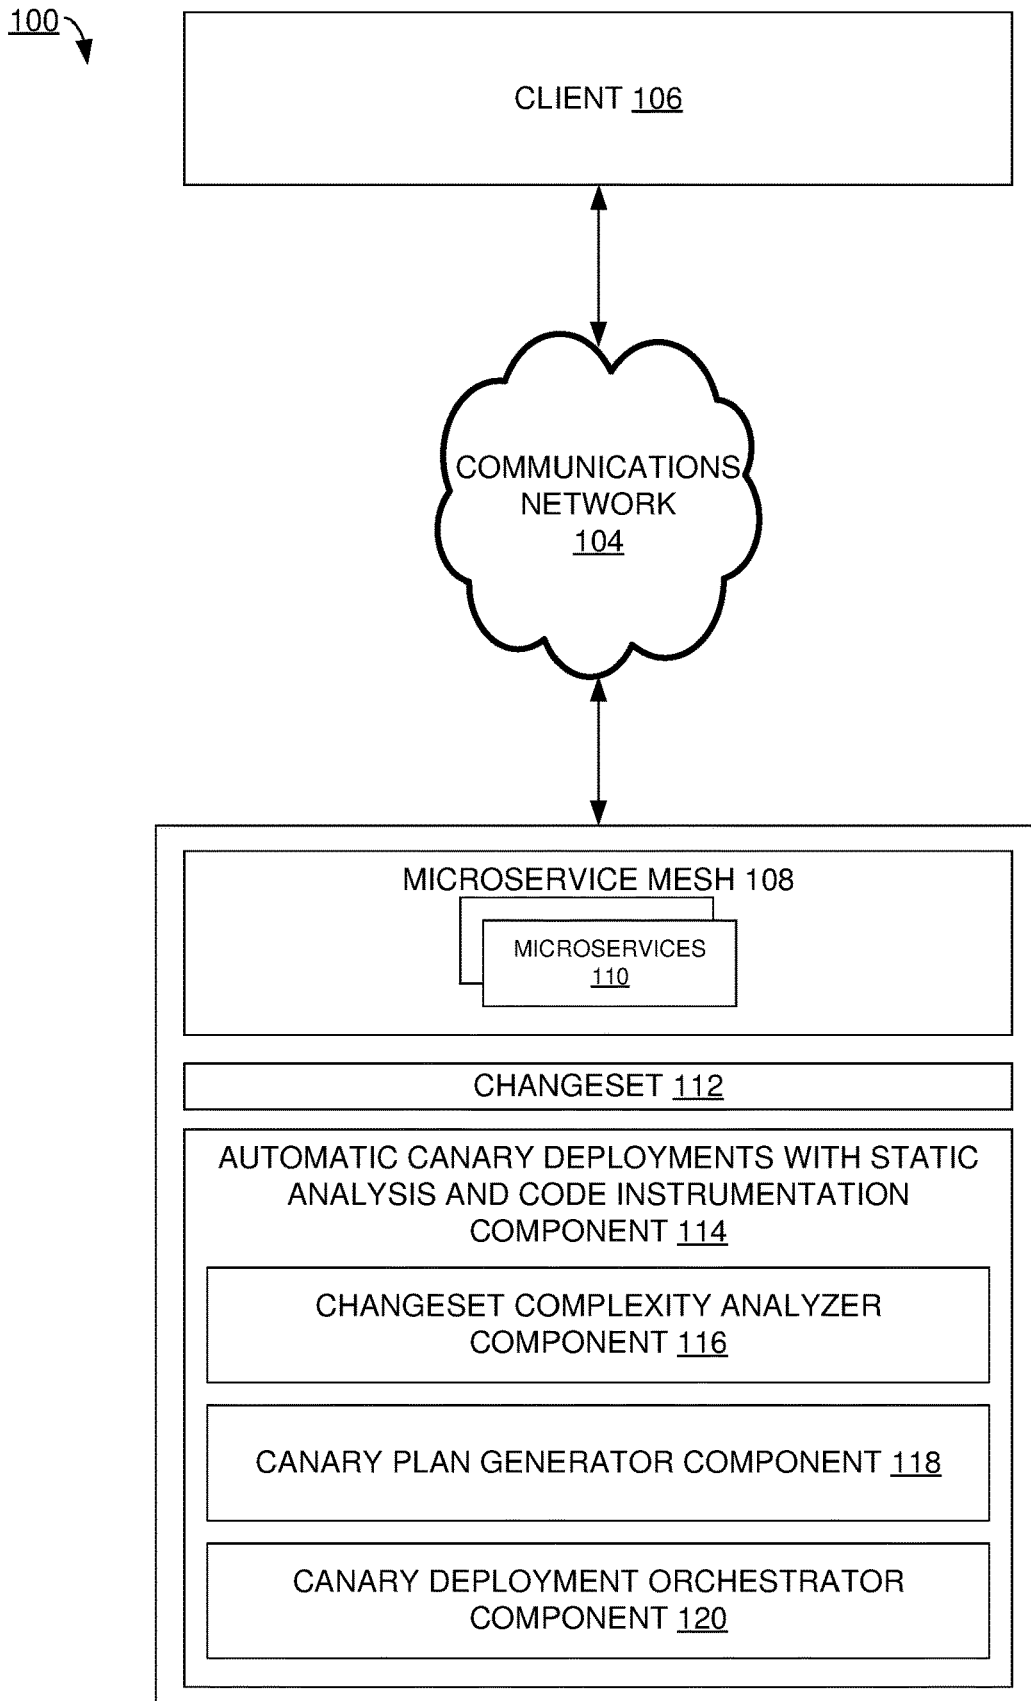 100
CLIENT 106
COMMUNICATIONS
NETWORK
104
MICROSERVICE MESH 108
MICROSERVICES
110
CHANGESET 112
AUTOMATIC CANARY DEPLOYMENTS WITH STATIC
ANALYSIS AND CODE INSTRUMENTATION
COMPONENT 114
CHANGESET COMPLEXITY ANALYZER
COMPONENT 116
CANARY PLAN GENERATOR COMPONENT 118
CANARY DEPLOYMENT ORCHESTRATOR
COMPONENT 120